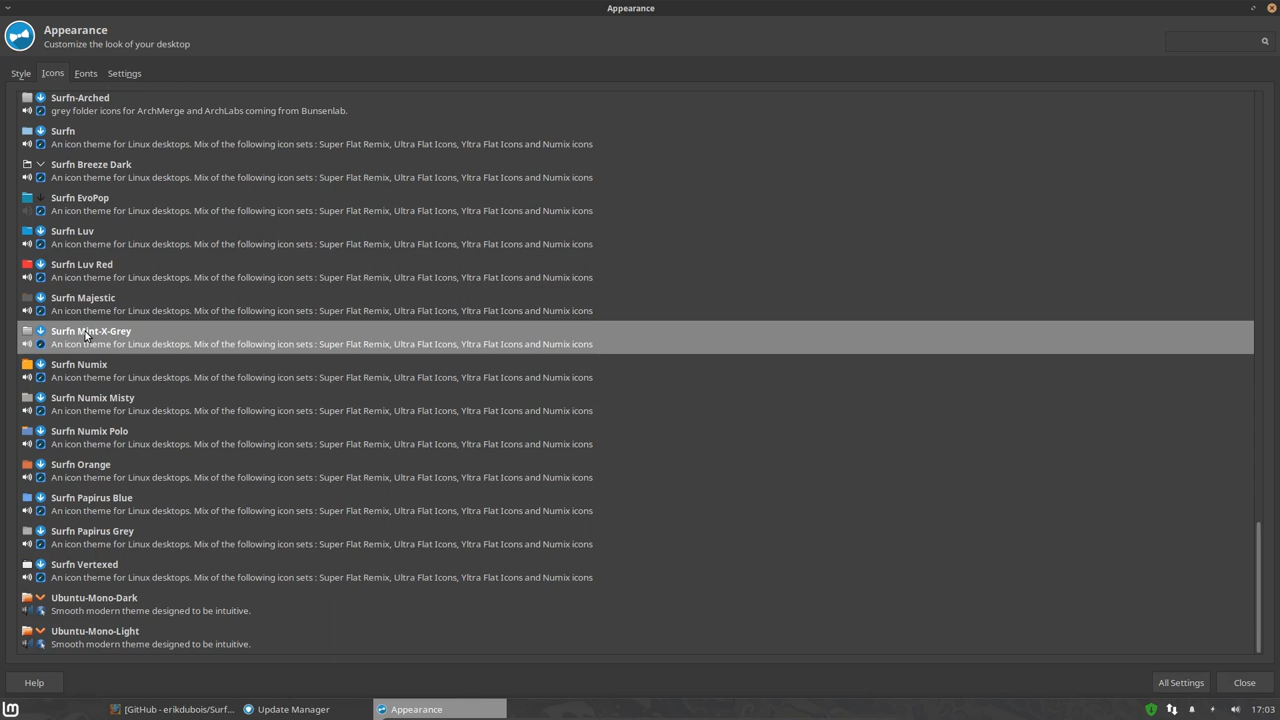 Appearance
Appearance
Customize the look of your desktop
Style Icons Fonts Settings
Surfn-Arched
grey folder icons for ArchMerge and ArchLabs coming from Bunsenlab.
Surfn
An icon theme for Linux desktops. Mix of the following icon sets : Super Flat Remix, Ultra Flat Icons, Yltra Flat Icons and Numix icons
Surfn Breeze Dark
An icon theme for Linux desktops. Mix of the following icon sets : Super Flat Remix, Ultra Flat Icons, Yltra Flat Icons and Numix icons
Surfn EvoPop
An icon theme for Linux desktops. Mix of the following icon sets : Super Flat Remix, Ultra Flat Icons, Yltra Flat Icons and Numix icons
Surfn Luv
An icon theme for Linux desktops. Mix of the following icon sets : Super Flat Remix, Ultra Flat Icons, Yltra Flat Icons and Numix icons
Surfn Luv Red
An icon theme for Linux desktops. Mix of the following icon sets : Super Flat Remix, Ultra Flat Icons, Yltra Flat Icons and Numix icons
Surfn Majestic
An icon theme for Linux desktops. Mix of the following icon sets : Super Flat Remix, Ultra Flat Icons, Yltra Flat Icons and Numix icons
Surfn Mint-X-Grey
An icon theme for Linux desktops. Mix of the following icon sets : Super Flat Remix, Ultra Flat Icons, Yltra Flat Icons and Numix icons
Surfn Numix
An icon theme for Linux desktops. Mix of the following icon sets : Super Flat Remix, Ultra Flat Icons, Yltra Flat Icons and Numix icons
Surfn Numix Misty
An icon theme for Linux desktops. Mix of the following icon sets : Super Flat Remix, Ultra Flat Icons, Yltra Flat Icons and Numix icons
Surfn Numix Polo
An icon theme for Linux desktops. Mix of the following icon sets : Super Flat Remix, Ultra Flat Icons, Yltra Flat Icons and Numix icons
Surfn Orange
An icon theme for Linux desktops. Mix of the following icon sets : Super Flat Remix, Ultra Flat Icons, Yltra Flat Icons and Numix icons
Surfn Papirus Blue
An icon theme for Linux desktops. Mix of the following icon sets : Super Flat Remix, Ultra Flat Icons, Yltra Flat Icons and Numix icons
Surfn Papirus Grey
An icon theme for Linux desktops. Mix of the following icon sets : Super Flat Remix, Ultra Flat Icons, Yltra Flat Icons and Numix icons
Surfn Vertexed
An icon theme for Linux desktops. Mix of the following icon sets : Super Flat Remix, Ultra Flat Icons, Yltra Flat Icons and Numix icons
Ubuntu-Mono-Dark
Smooth modern theme designed to be intuitive.
Ubuntu-Mono-Light
Smooth modern theme designed to be intuitive.
Help All Settings Close
[GitHub - erikdubois/Surf... Update Manager Appearance 17:03